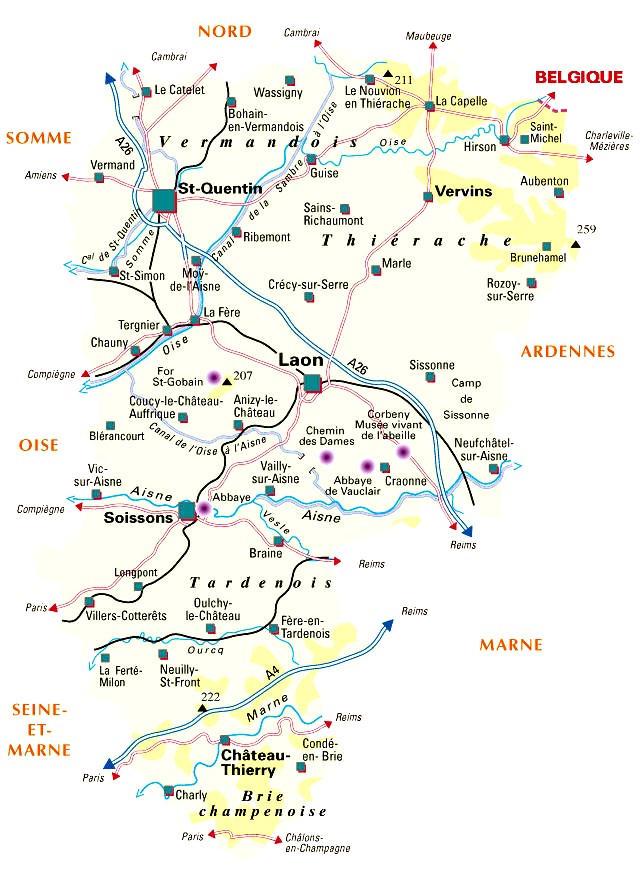 NORD
Cambrai
Maubeuge
Cambrai
211
BELGIQUE
Le Catelet
Wassigny
Le Nouvion
en Thiérache
La Capelle
Bohain-
en-Vermandois
A26
à l'Oise
SOMME
Vermandois
Oise
Hirson
Saint-
Michel
Charleville-
Mézières
Vermand
Amiens
St-Quentin
Guise
Aubenton
Vervins
Canal de la Sambre
Sains-
Richaumont
Cal de St-Quentin
Somme
Ribemont
Thiérache
259
Brunehamel
St-Simon
Moy-
de-l'Aisne
Marle
Crécy-sur-Serre
Rozoy-
sur-Serre
La Fère
Tergnier
Chauny
Oise
ARDENNES
Laon
A26
Compiègne
For
St-Gobain
207
Sissonne
Camp
de
Sissonne
Coucy-le-Château-
Auffrique
Anizy-le-
Château
Corbeny
Musée vivant
de l'abeille
Chemin
des Dames
Blérancourt
Canal de l'Oise à l'Aisne
OISE
Neufchâtel-
sur-Aisne
Vic-
sur-Aisne
Vailly-
sur-Aisne
Abbaye
de Vauclair
Craonne
Aisne
Abbaye
Compiègne
Soissons
Aisne
Vesle
Reims
Braine
Reims
Longpont
Tardenois
Paris
Villers-Cotterêts
Oulchy-
le-Château
Fère-en-
Tardenois
Reims
Ourcq
MARNE
La Ferté-
Milon
Neuilly-
St-Front
A4
222
SEINE-
ET-
MARNE
Marne
Reims
Paris
Château-
Thierry
Condé-
en-Brie
Charly
Brie
champenoise
Paris
Châlons-
en-Champagne